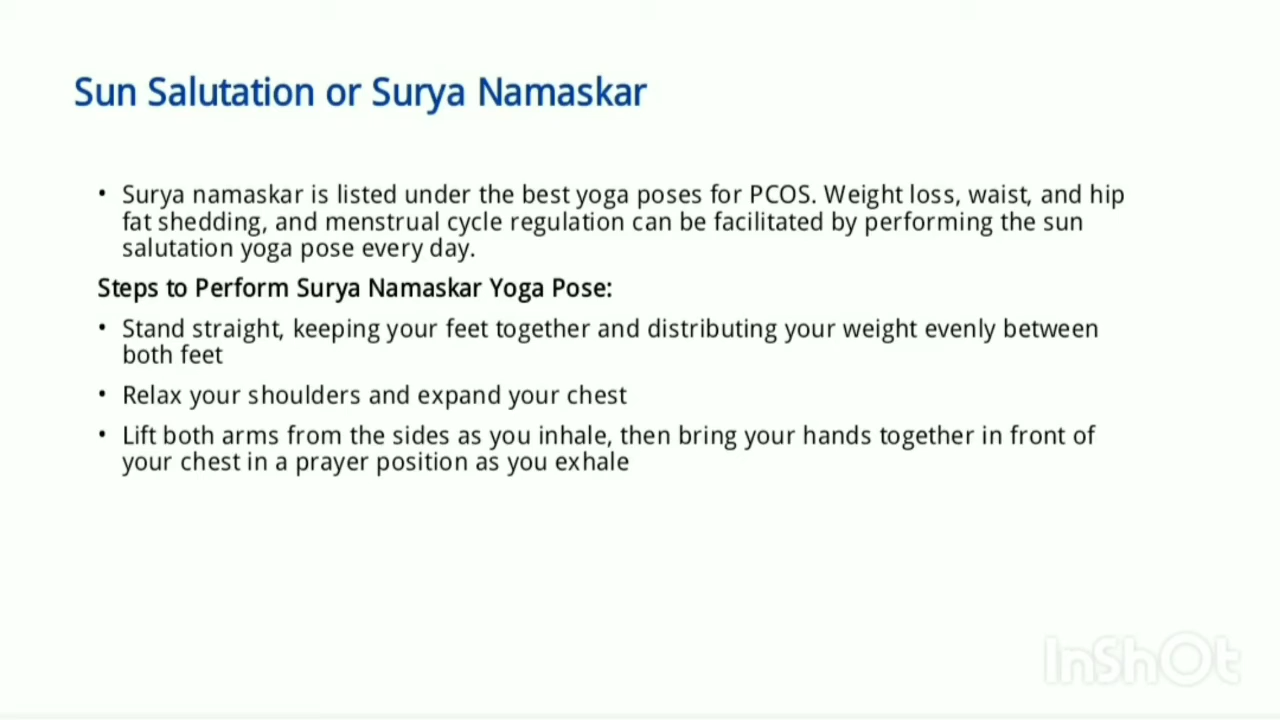 Sun Salutation or Surya Namaskar
• Surya namaskar is listed under the best yoga poses for PCOS. Weight loss, waist, and hip
fat shedding, and menstrual cycle regulation can be facilitated by performing the sun
salutation yoga pose every day.
Steps to Perform Surya Namaskar Yoga Pose:
• Stand straight, keeping your feet together and distributing your weight evenly between
both feet
• Relax your shoulders and expand your chest
• Lift both arms from the sides as you inhale, then bring your hands together in front of
your chest in a prayer position as you exhale
InShOt